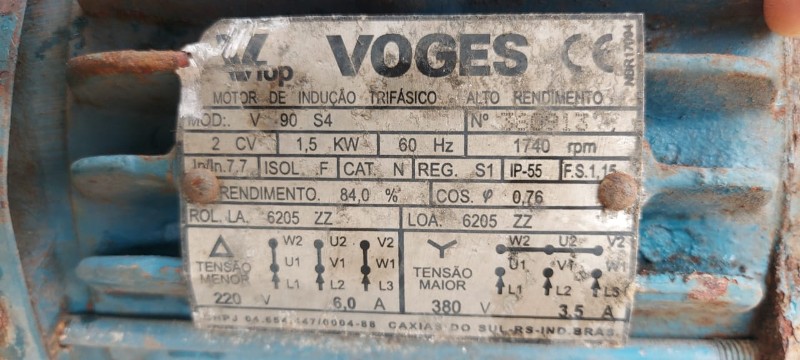 VOGES CE
NBR17094
MOTOR DE INDUÇÃO TRIFÁSICO ALTO RENDIMENTO
MOD.: V 90 S4 Nº
2 CV 1,5 KW 60 Hz 1740 rpm
Ip/In.7,7 ISOL. F CAT. N REG. S1 IP-55 F.S.1,15
RENDIMENTO. 84,0 % COS. φ 0,76
ROL. LA. 6205 ZZ LOA. 6205 ZZ
Δ W2 U2 V2 Y W2 U2 V2
U1 V1 W1 U1 V1 W1
TENSÃO MENOR L1 L2 L3 TENSÃO MAIOR L1 L2 L3
220 V 6,0 A 380 V 3,5 A
CAXIAS DO SUL-RS-IND.BRAS.